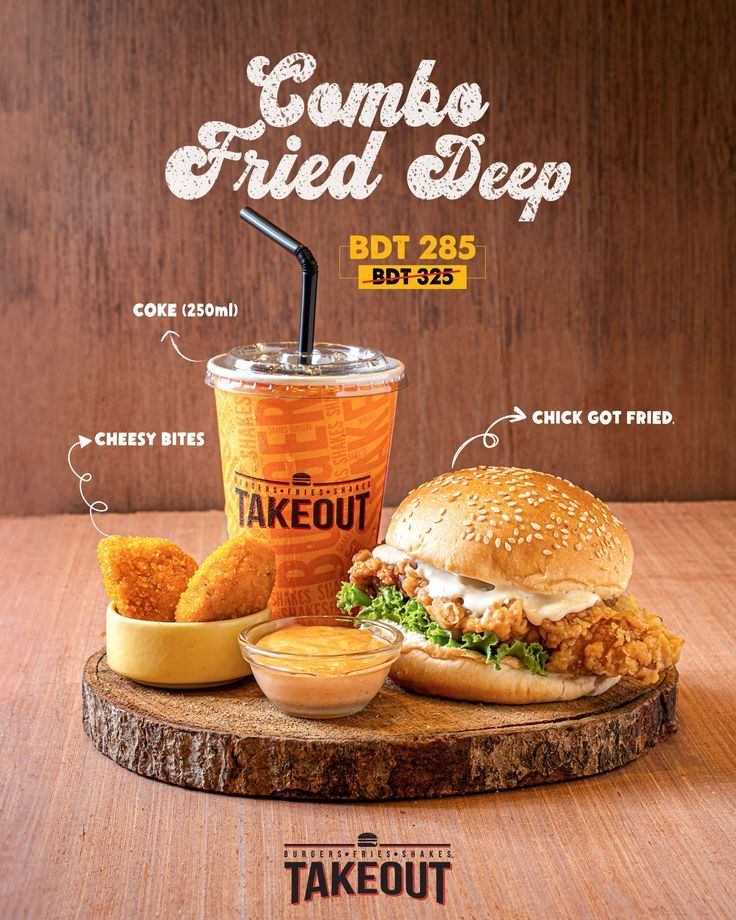 Combo
Fried Deep
BDT 285
BDT 325
COKE (250ml)
CHICK GOT FRIED.
CHEESY BITES
BURGERS • FRIES • SHAKES
TAKEOUT
BURGERS • FRIES • SHAKES
TAKEOUT